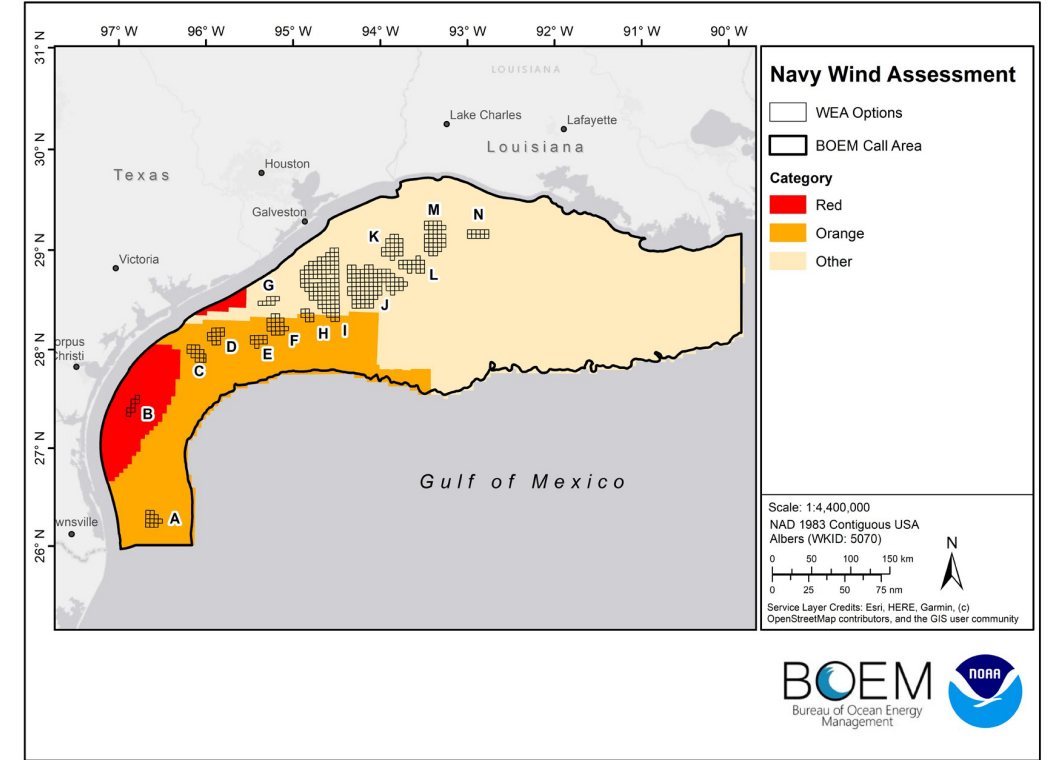 97° W 96° W 95° W 94° W 93° W 92° W 91° W 90° W
31° N
30° N
29° N
28° N
27° N
26° N
LOUISIANA
Lake Charles
Lafayette
Louisiana
Houston
Texas
Galveston
Victoria
orpus
Christi
wnsville
M
N
K
L
G
J
I
H
F
E
D
C
B
A
Gulf of Mexico
Navy Wind Assessment
WEA Options
BOEM Call Area
Category
Red
Orange
Other
Scale: 1:4,400,000
NAD 1983 Contiguous USA
Albers (WKID: 5070)
N
0 50 100 150 km
0 25 50 75 nm
Service Layer Credits: Esri, HERE, Garmin, (c)
OpenStreetMap contributors, and the GIS user community
BOEM
Bureau of Ocean Energy
Management
NOAA